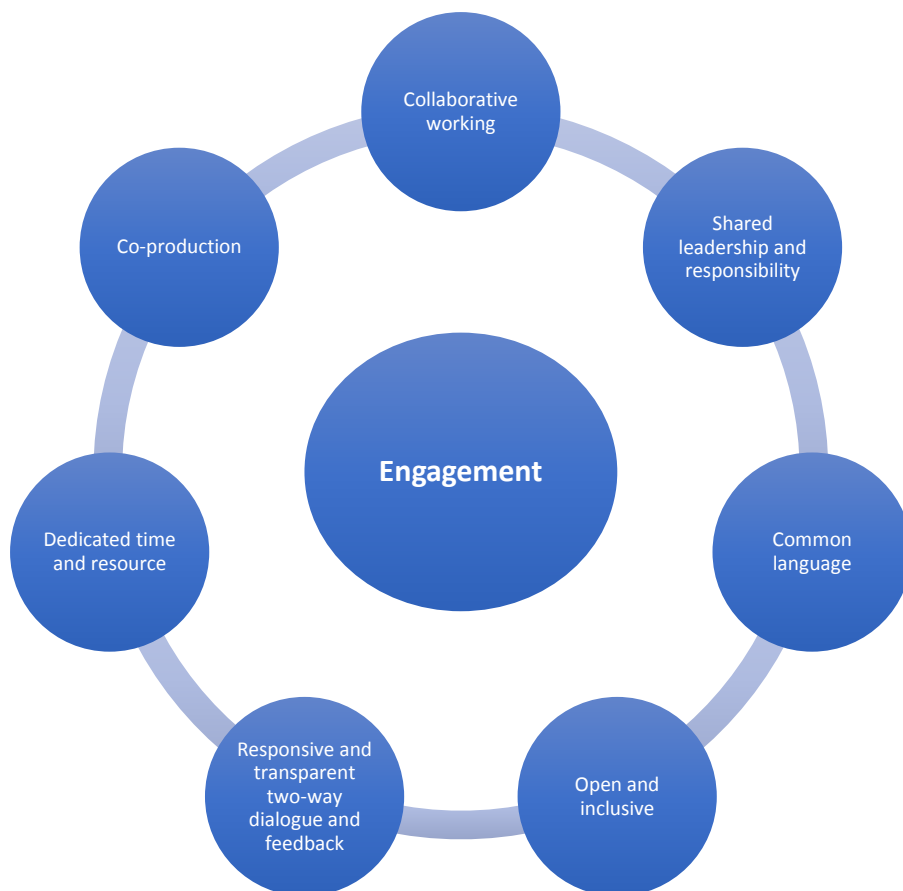 Collaborative
working
Shared
leadership and
responsibility
Common
language
Open and
inclusive
Responsive and
transparent
two-way
dialogue and
feedback
Dedicated time
and resource
Co-production
Engagement